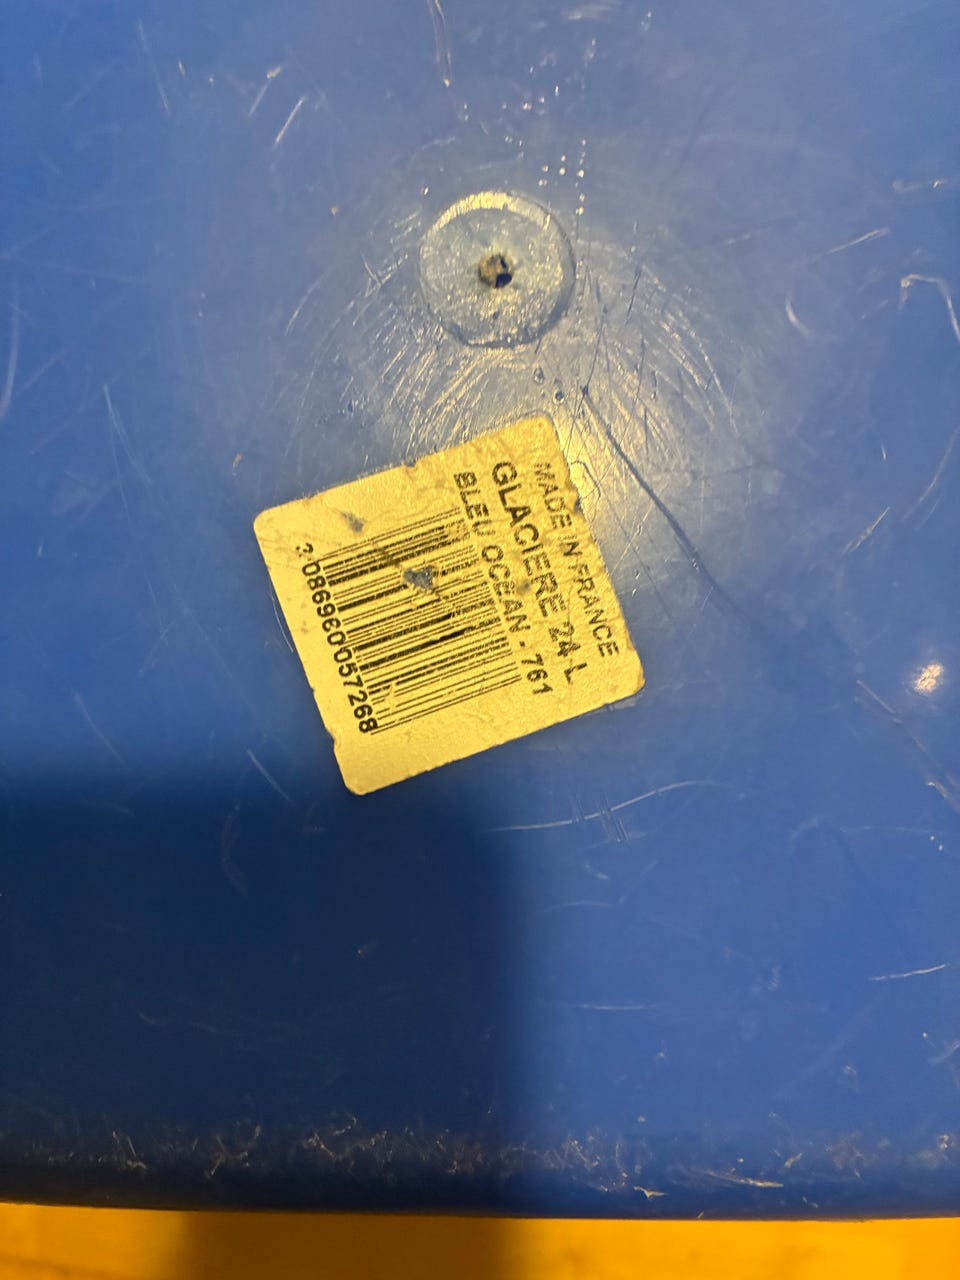 MADE IN FRANCE
GLACIERE 24 L
BLEU OCEAN - 761
3 086960 057268